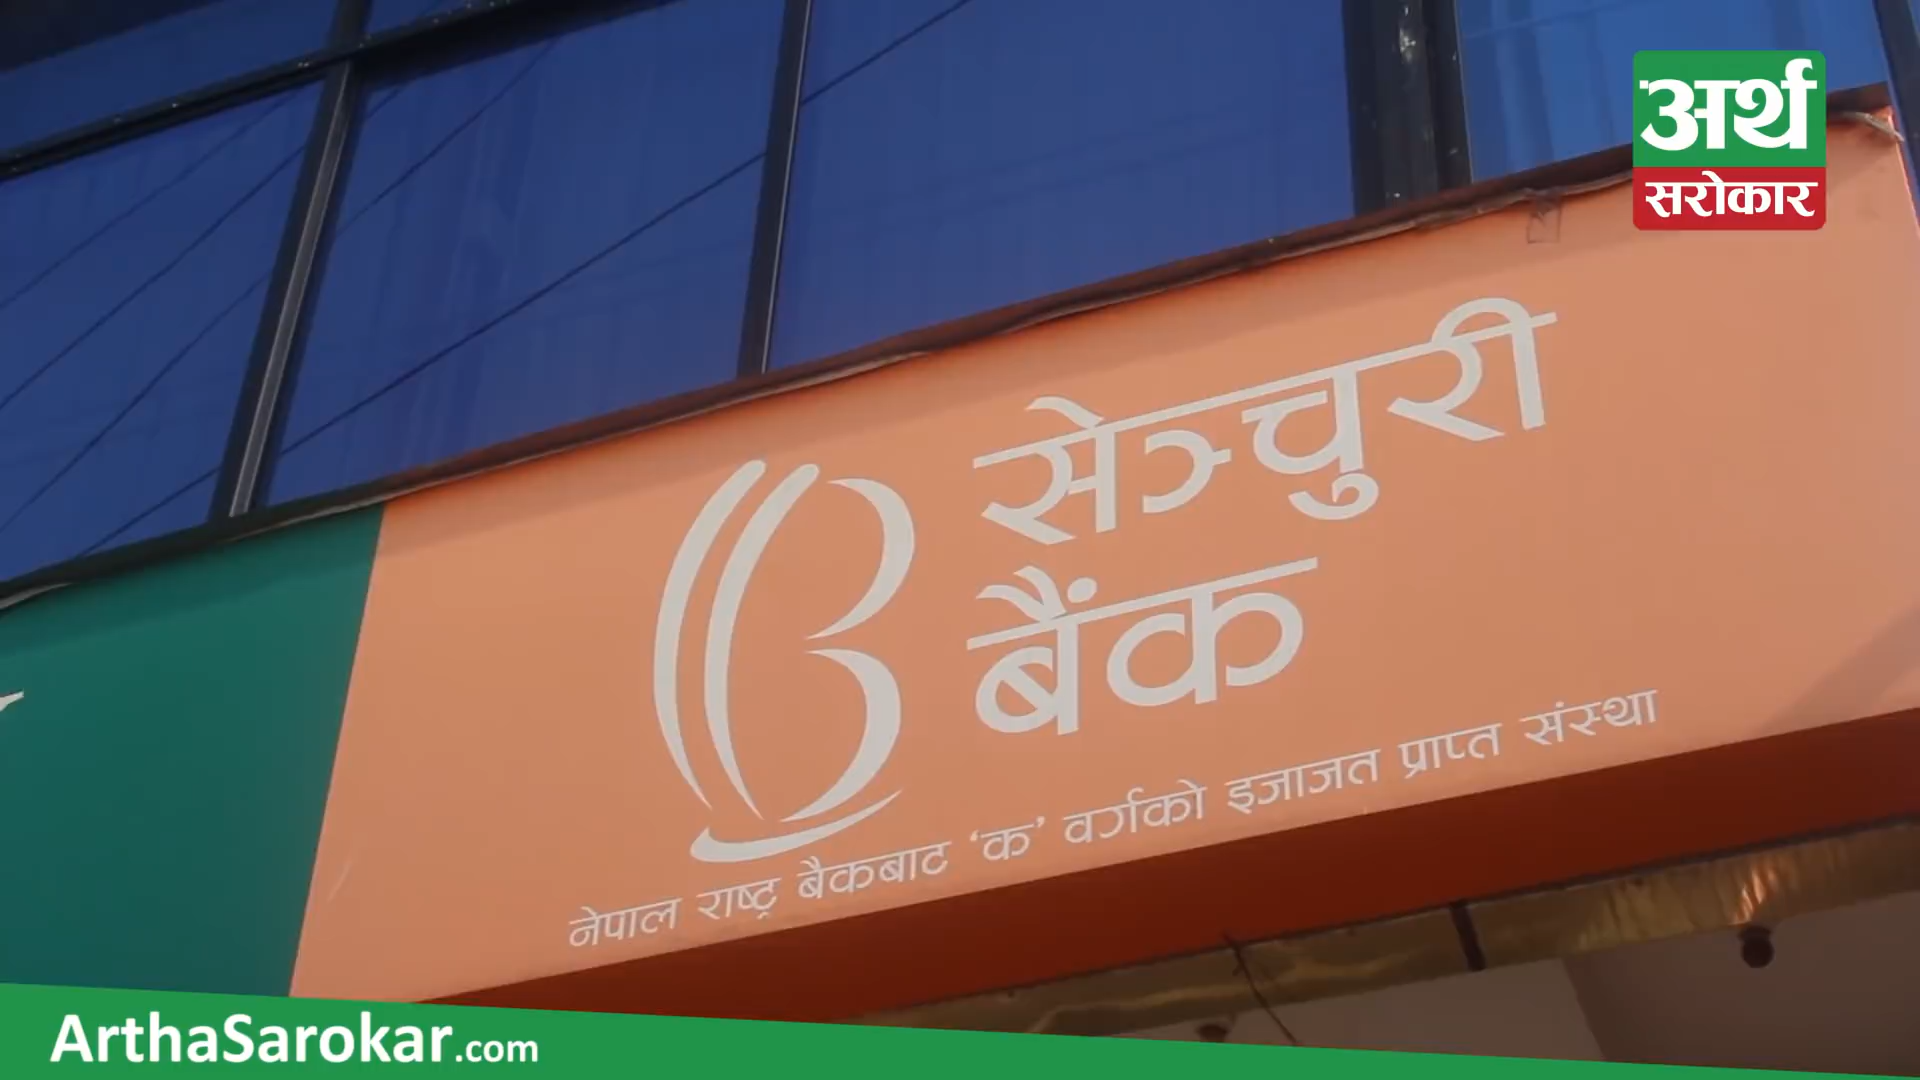 अर्थ
सरोकार
सेञ्चुरी
बैंक
नेपाल राष्ट्र बैकबाट ‘क’ वर्गको इजाजत प्राप्त संस्था
ArthaSarokar.com